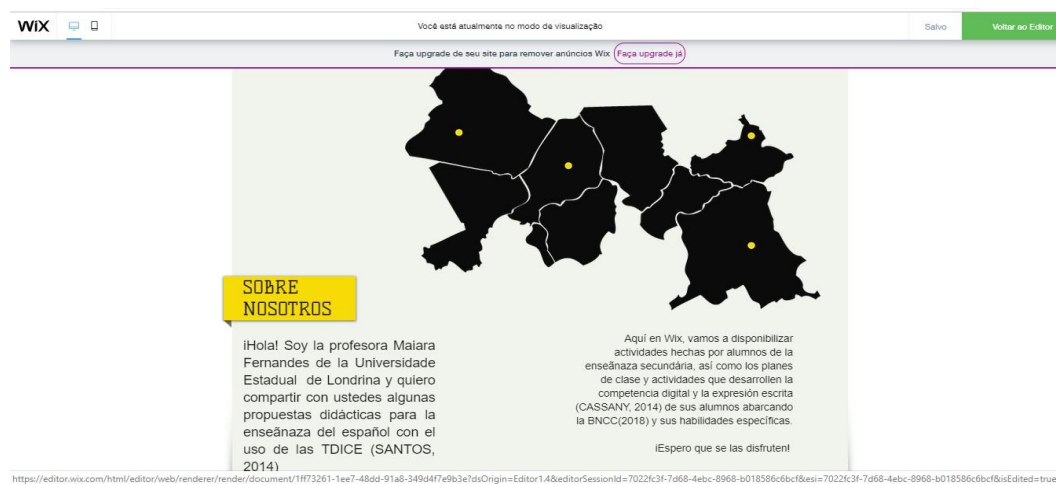 WiX
Você está atualmente no modo de visualização
Salvo
Voltar ao Editor
Faça upgrade de seu site para remover anúncios Wix Faça upgrade já
SOBRE
NOSOTROS
¡Hola! Soy la profesora Maiara
Fernandes de la Universidade
Estadual de Londrina y quiero
compartir con ustedes algunas
propuestas didácticas para la
enseãnaza del español con el
uso de las TDICE (SANTOS,
2014)
Aquí en Wix, vamos a disponibilizar
actividades hechas por alumnos de la
enseãnaza secundária, así como los planes
de clase y actividades que desarrollen la
competencia digital y la expresión escrita
(CASSANY, 2014) de sus alumnos abarcando
la BNCC(2018) y sus habilidades específicas.
¡Espero que se las disfruten!
https://editor.wix.com/html/editor/web/renderer/render/document/1ff73261-1ee7-48dd-91a8-349d4f7e9b3e?dsOrigin=Editor1.4&editorSessionId=7022fc3f-7d68-4ebc-8968-b018586c6bcf&esi=7022fc3f-7d68-4ebc-8968-b018586c6bcf&isEdited=true